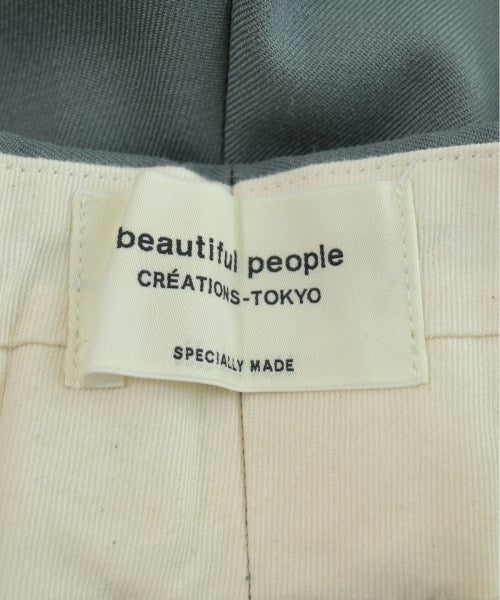 beautiful people
CRÉATIONS-TOKYO
SPECIALLY MADE